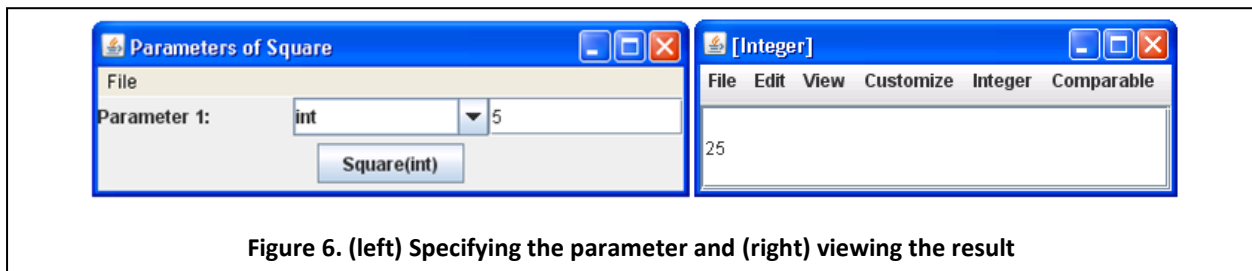 Parameters of Square
File
Parameter 1: int 5
Square(int)
[Integer]
File Edit View Customize Integer Comparable
25
Figure 6. (left) Specifying the parameter and (right) viewing the result